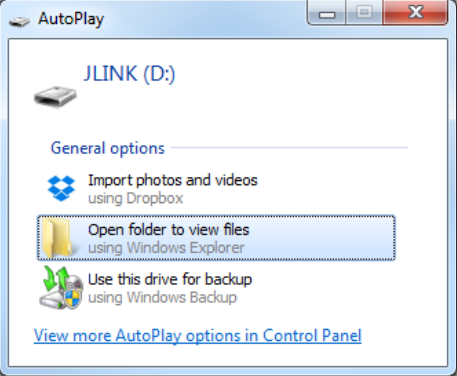 AutoPlay
JLINK (D:)
General options
Import photos and videos
using Dropbox
Open folder to view files
using Windows Explorer
Use this drive for backup
using Windows Backup
View more AutoPlay options in Control Panel